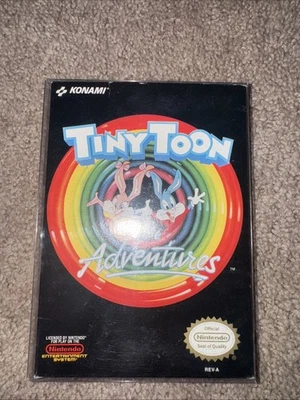 KONAMI®
TINY TOON
Adventures
TM
LICENSED BY NINTENDO®
FOR PLAY ON THE
Nintendo
ENTERTAINMENT
SYSTEM®
Official
Nintendo
Seal of Quality
REV-A